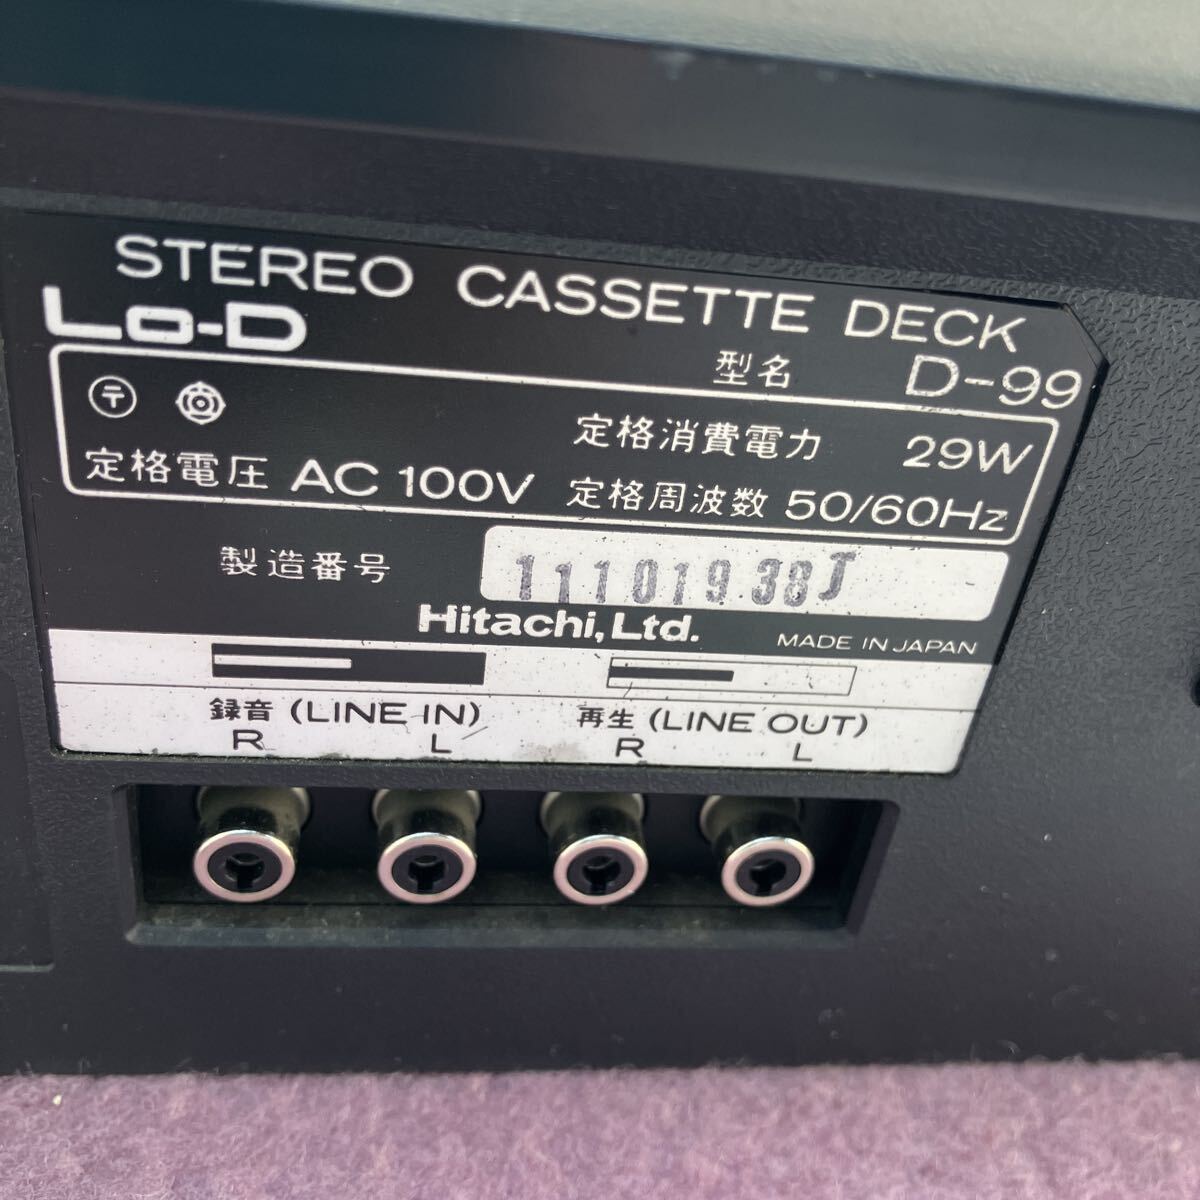 STEREO CASSETTE DECK
Lo-D
型名 D-99
〒
定格消費電力 29W
定格電圧 AC 100V 定格周波数 50/60Hz
製造番号 11101938J
Hitachi, Ltd. MADE IN JAPAN
録音 (LINE IN) 再生 (LINE OUT)
R L R L